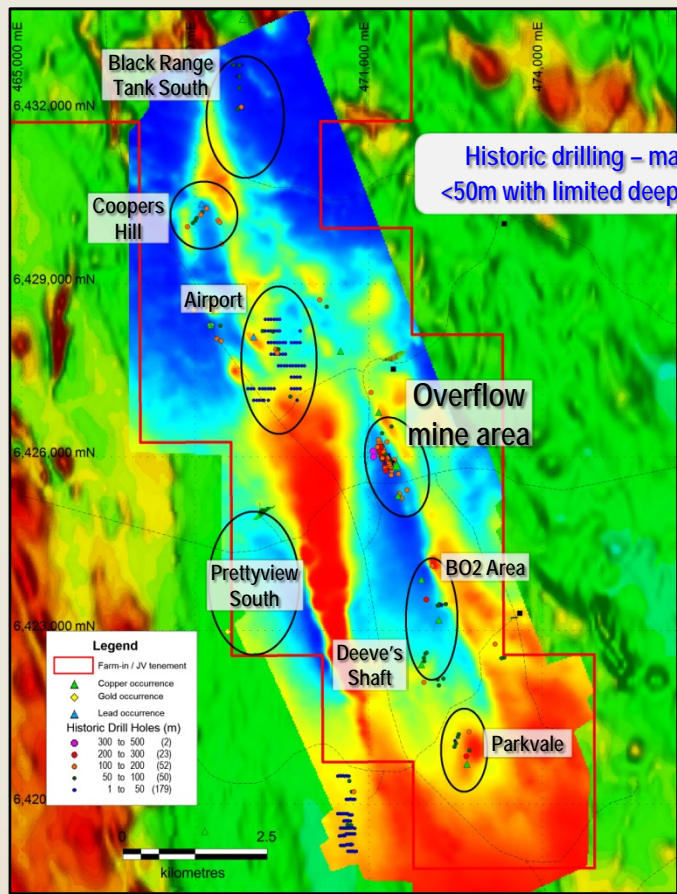 465,000 mE
471,000 mE
474,000 mE
Black Range
Tank South
6,432,000 mN
Historic drilling – ma
<50m with limited deep
Coopers
Hill
6,429,000 mN
Airport
Overflow
mine area
6,426,000 mN
Prettyview
South
BO2 Area
6,423,000 mN
Deeve's
Shaft
Parkvale
Legend
Farm-in / JV tenement
Copper occurrence
Gold occurrence
Lead occurrence
Historic Drill Holes (m)
300 to 500 (2)
200 to 300 (23)
100 to 200 (52)
50 to 100 (50)
1 to 50 (179)
6,420,000 mN
0 2.5
kilometres